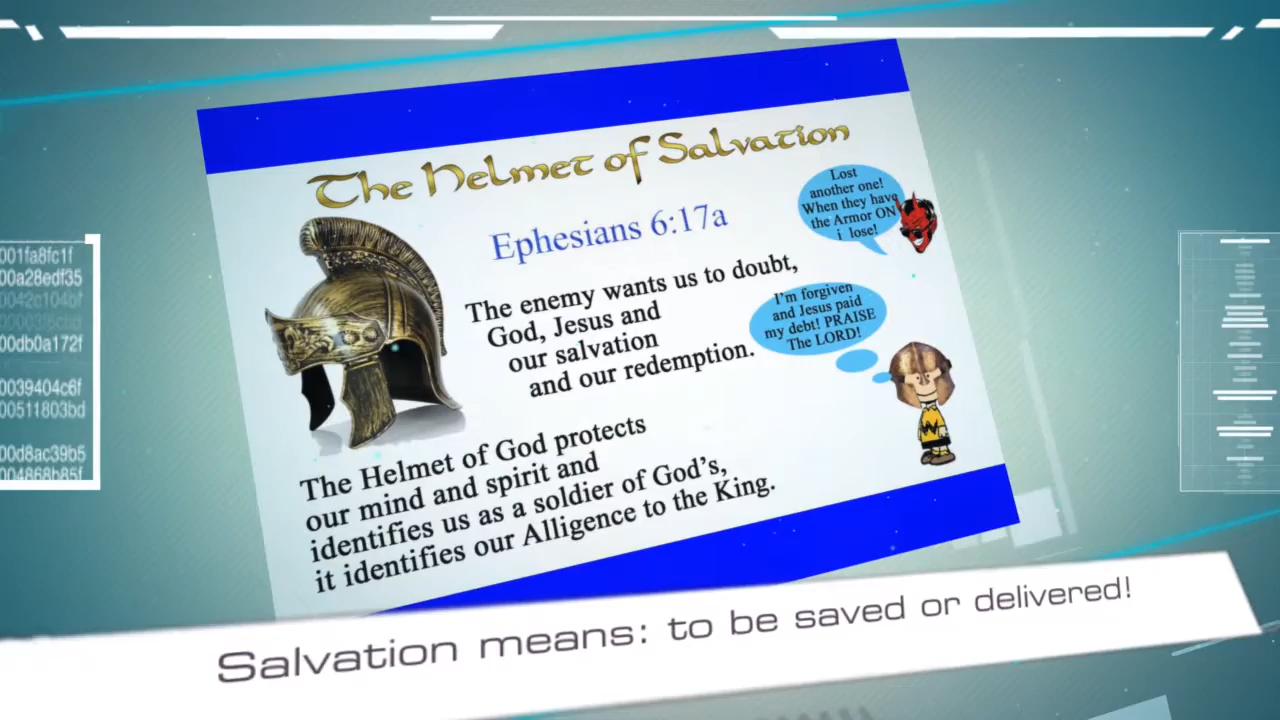 The Helmet of Salvation
Ephesians 6:17a
Lost
another one!
When they have
the Armor ON
i lose!
The enemy wants us to doubt,
God, Jesus and
our salvation
and our redemption.
I'm forgiven
and Jesus paid
my debt! PRAISE
The LORD!
The Helmet of God protects
our mind and spirit and
identifies us as a soldier of God's,
it identifies our Alligence to the King.
001fa8fc1f
00a28edf35
00db0a172f
0039404c6f
00511803bd
00d8ac39b5
004868b85f
Salvation means: to be saved or delivered!